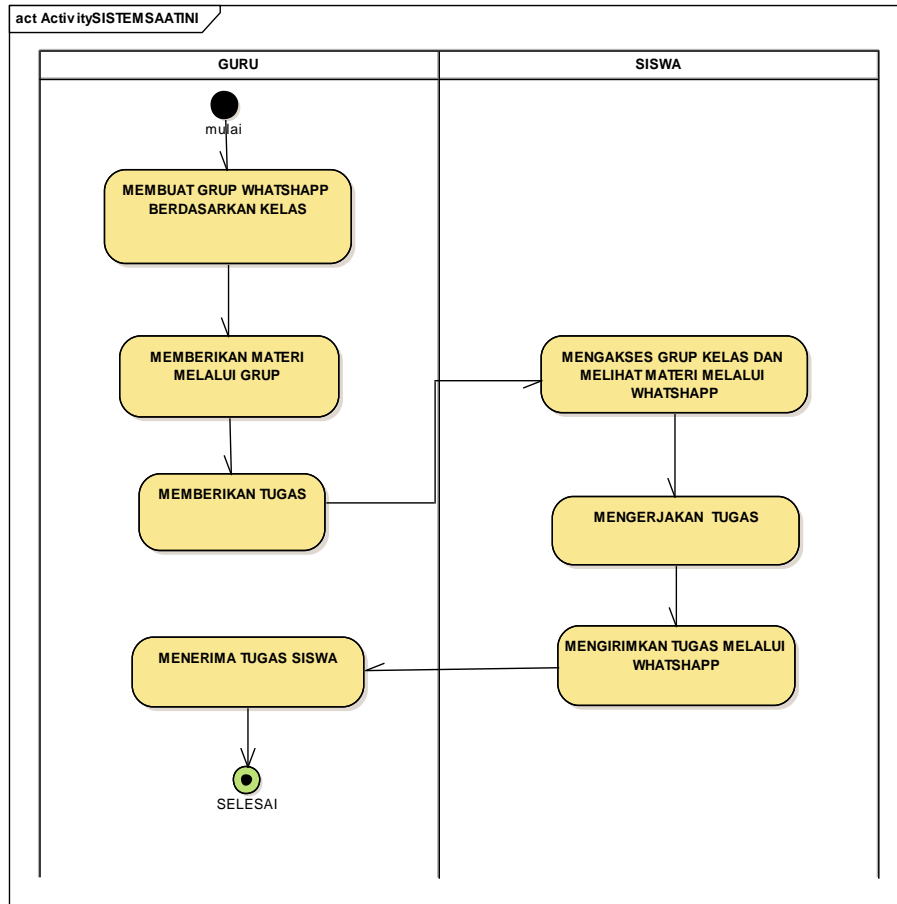 act ActivitySISTEMSAATINI
GURU
SISWA
mulai
MEMBUAT GRUP WHATSHAPP
BERDASARKAN KELAS
MEMBERIKAN MATERI
MELALUI GRUP
MEMBERIKAN TUGAS
MENGAKSES GRUP KELAS DAN
MELIHAT MATERI MELALUI
WHATSHAPP
MENGERJAKAN TUGAS
MENGIRIMKAN TUGAS MELALUI
WHATSHAPP
MENERIMA TUGAS SISWA
SELESAI